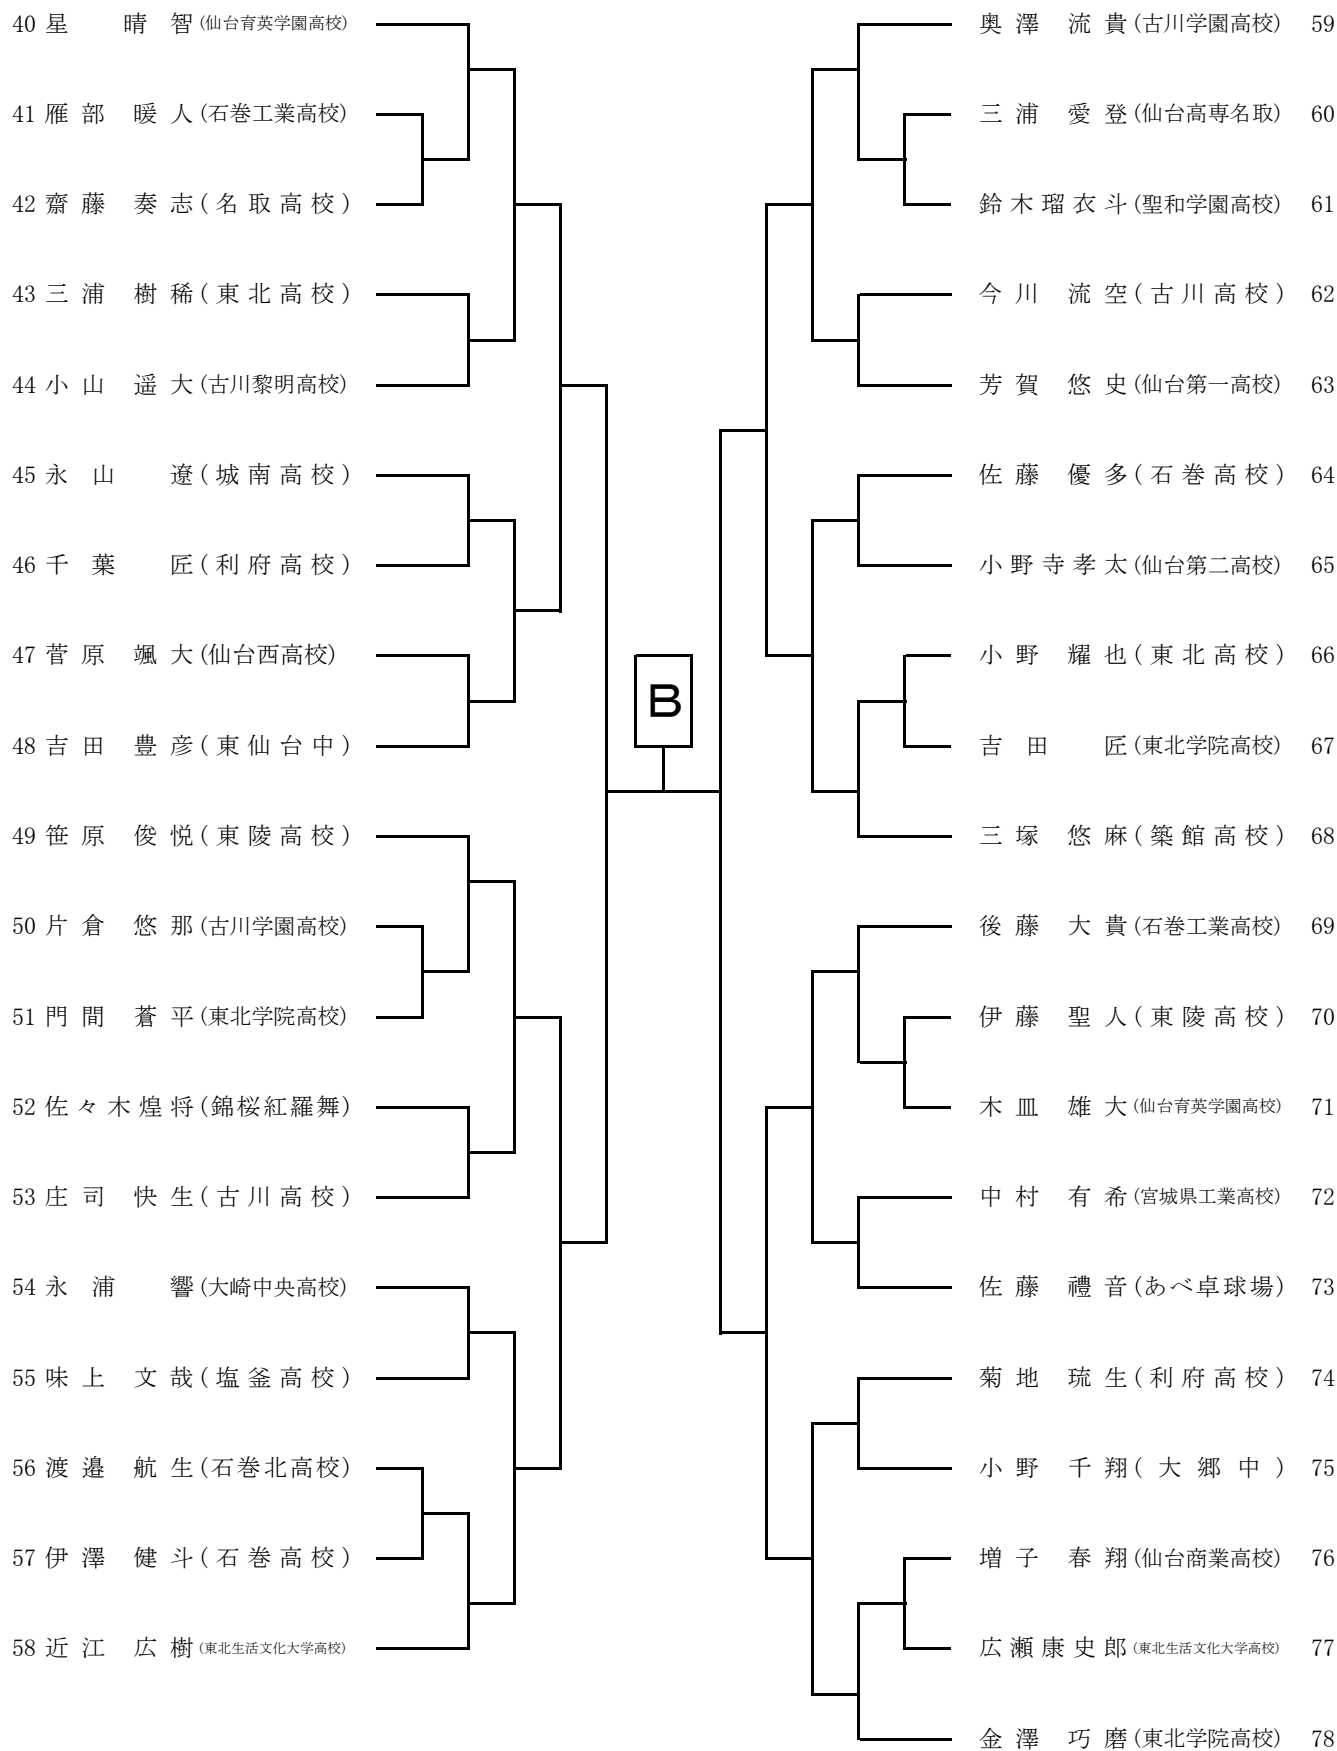 40 星 晴智 (仙台育英学園高校)
41 雁部 暖人 (石巻工業高校)
42 齋藤 奏志 (名取高校)
43 三浦 樹稀 (東北高校)
44 小山 遥大 (古川黎明高校)
45 永山 遼 (城南高校)
46 千葉 匠 (利府高校)
47 菅原 颯大 (仙台西高校)
48 吉田 豊彦 (東仙台中)
49 笹原 俊悦 (東陵高校)
50 片倉 悠那 (古川学園高校)
51 門間 蒼平 (東北学院高校)
52 佐々木煌将 (錦桜紅羅舞)
53 庄司 快生 (古川高校)
54 永浦 響 (大崎中央高校)
55 味上 文哉 (塩釜高校)
56 渡邉 航生 (石巻北高校)
57 伊澤 健斗 (石巻高校)
58 近江 広樹 (東北生活文化大学高校)
B
奥澤 流貴 (古川学園高校) 59
三浦 愛登 (仙台高専名取) 60
鈴木瑠衣斗 (聖和学園高校) 61
今川 流空 (古川高校) 62
芳賀 悠史 (仙台第一高校) 63
佐藤 優多 (石巻高校) 64
小野寺孝太 (仙台第二高校) 65
小野 耀也 (東北高校) 66
吉田 匠 (東北学院高校) 67
三塚 悠麻 (築館高校) 68
後藤 大貴 (石巻工業高校) 69
伊藤 聖人 (東陵高校) 70
木皿 雄大 (仙台育英学園高校) 71
中村 有希 (宮城県工業高校) 72
佐藤 禮音 (あべ卓球場) 73
菊地 琉生 (利府高校) 74
小野 千翔 (大郷中) 75
増子 春翔 (仙台商業高校) 76
広瀬康史郎 (東北生活文化大学高校) 77
金澤 巧磨 (東北学院高校) 78